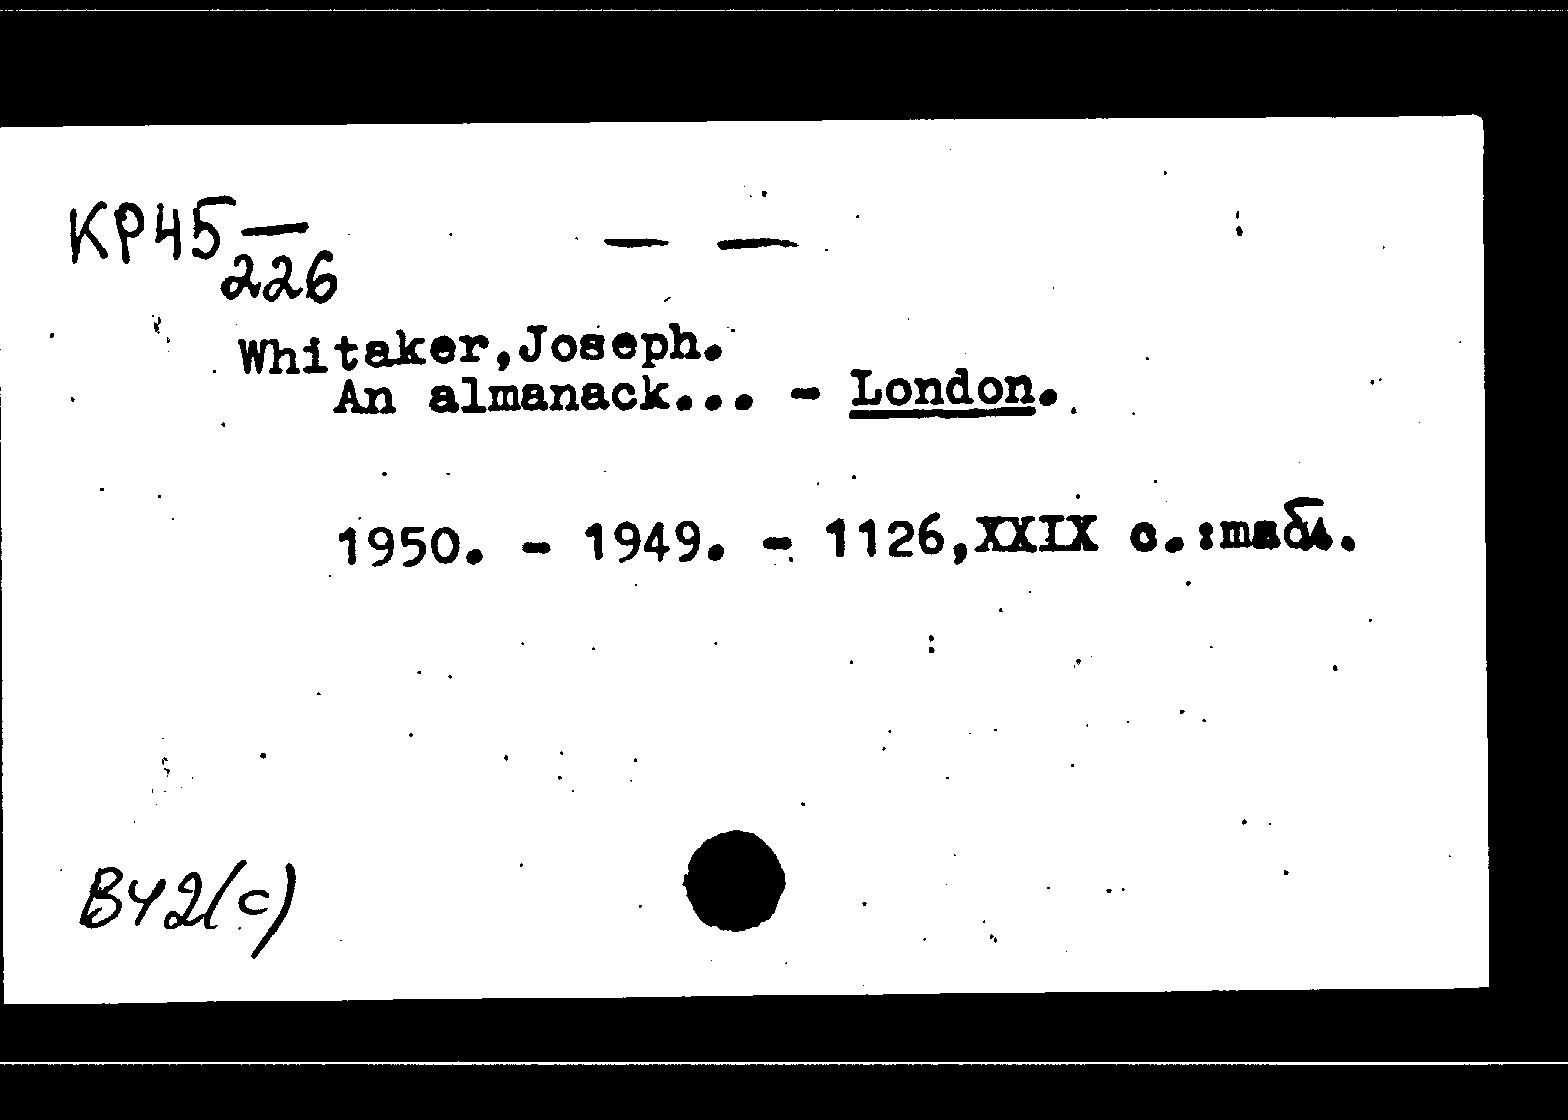 КР45— — —
226
Whitaker,Joseph.
An almanack... - London.
1950. - 1949. - 1126,XXIX c.:табл.
В42(с)